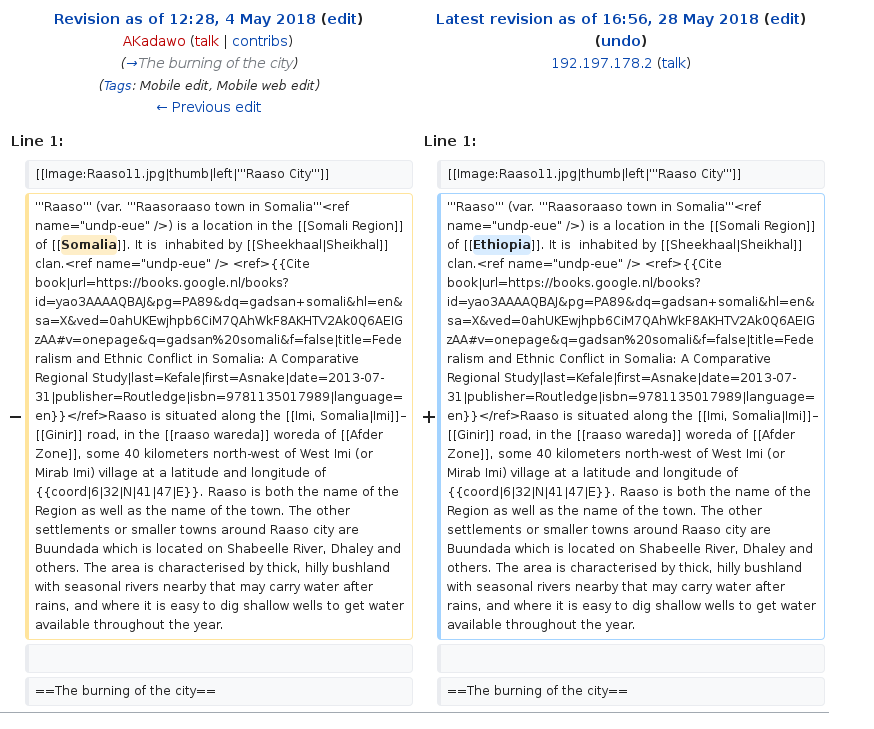 Revision as of 12:28, 4 May 2018 (edit)
AKadawo (talk | contribs)
(→The burning of the city)
(Tags: Mobile edit, Mobile web edit)
← Previous edit
Latest revision as of 16:56, 28 May 2018 (edit)
(undo)
192.197.178.2 (talk)
Line 1:
Line 1:
[[Image:Raaso11.jpg|thumb|left|'''Raaso City''']]
[[Image:Raaso11.jpg|thumb|left|'''Raaso City''']]
−
'''Raaso''' (var. '''Raasoraaso town in Somalia'''<ref
name="undp-eue" />) is a location in the [[Somali Region]]
of [[Somalia]]. It is  inhabited by [[Sheekhaal|Sheikhal]]
clan.<ref name="undp-eue" /> <ref>{{Cite
book|url=https://books.google.nl/books?
id=yao3AAAAQBAJ&pg=PA89&dq=gadsan+somali&hl=en&
sa=X&ved=0ahUKEwjhpb6CiM7QAhWkF8AKHTV2Ak0Q6AEIG
zAA#v=onepage&q=gadsan%20somali&f=false|title=Fede
ralism and Ethnic Conflict in Somalia: A Comparative
Regional Study|last=Kefale|first=Asnake|date=2013-07-
31|publisher=Routledge|isbn=9781135017989|language=
en}}</ref>Raaso is situated along the [[Imi, Somalia|Imi]]–
[[Ginir]] road, in the [[raaso wareda]] woreda of [[Afder
Zone]], some 40 kilometers north-west of West Imi (or
Mirab Imi) village at a latitude and longitude of
{{coord|6|32|N|41|47|E}}. Raaso is both the name of the
Region as well as the name of the town. The other
settlements or smaller towns around Raaso city are
Buundada which is located on Shabeelle River, Dhaley and
others. The area is characterised by thick, hilly bushland
with seasonal rivers nearby that may carry water after
rains, and where it is easy to dig shallow wells to get water
available throughout the year.
+
'''Raaso''' (var. '''Raasoraaso town in Somalia'''<ref
name="undp-eue" />) is a location in the [[Somali Region]]
of [[Ethiopia]]. It is  inhabited by [[Sheekhaal|Sheikhal]]
clan.<ref name="undp-eue" /> <ref>{{Cite
book|url=https://books.google.nl/books?
id=yao3AAAAQBAJ&pg=PA89&dq=gadsan+somali&hl=en&
sa=X&ved=0ahUKEwjhpb6CiM7QAhWkF8AKHTV2Ak0Q6AEIG
zAA#v=onepage&q=gadsan%20somali&f=false|title=Fede
ralism and Ethnic Conflict in Somalia: A Comparative
Regional Study|last=Kefale|first=Asnake|date=2013-07-
31|publisher=Routledge|isbn=9781135017989|language=
en}}</ref>Raaso is situated along the [[Imi, Somalia|Imi]]–
[[Ginir]] road, in the [[raaso wareda]] woreda of [[Afder
Zone]], some 40 kilometers north-west of West Imi (or
Mirab Imi) village at a latitude and longitude of
{{coord|6|32|N|41|47|E}}. Raaso is both the name of the
Region as well as the name of the town. The other
settlements or smaller towns around Raaso city are
Buundada which is located on Shabeelle River, Dhaley and
others. The area is characterised by thick, hilly bushland
with seasonal rivers nearby that may carry water after
rains, and where it is easy to dig shallow wells to get water
available throughout the year.
==The burning of the city==
==The burning of the city==